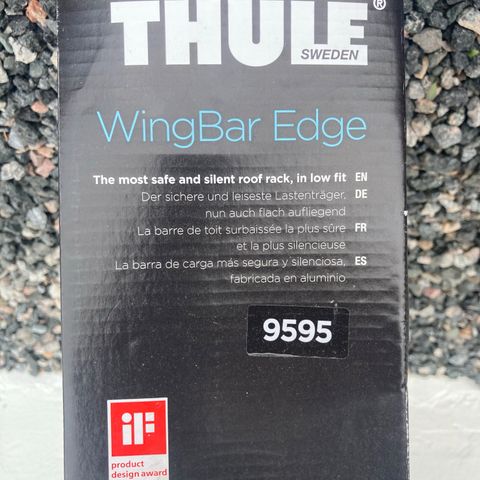 THULE®
SWEDEN
WingBar Edge
The most safe and silent roof rack, in low fit EN
Der sichere und leiseste Lastenträger, DE
nun auch flach aufliegend
La barre de toit surbaissée la plus sûre FR
et la plus silencieuse
La barra de carga más segura y silenciosa, ES
fabricada en aluminio
9595
iF
product
design award